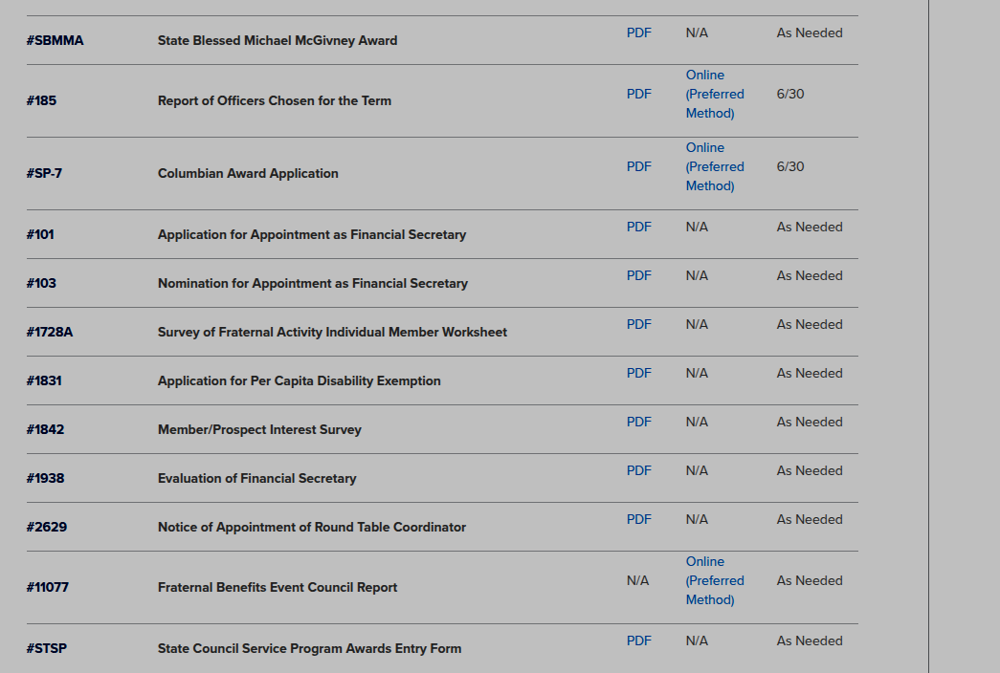 #SBMMA State Blessed Michael McGivney Award PDF N/A As Needed
#185 Report of Officers Chosen for the Term PDF Online (Preferred Method) 6/30
#SP-7 Columbian Award Application PDF Online (Preferred Method) 6/30
#101 Application for Appointment as Financial Secretary PDF N/A As Needed
#103 Nomination for Appointment as Financial Secretary PDF N/A As Needed
#1728A Survey of Fraternal Activity Individual Member Worksheet PDF N/A As Needed
#1831 Application for Per Capita Disability Exemption PDF N/A As Needed
#1842 Member/Prospect Interest Survey PDF N/A As Needed
#1938 Evaluation of Financial Secretary PDF N/A As Needed
#2629 Notice of Appointment of Round Table Coordinator PDF N/A As Needed
#11077 Fraternal Benefits Event Council Report N/A Online (Preferred Method) As Needed
#STSP State Council Service Program Awards Entry Form PDF N/A As Needed